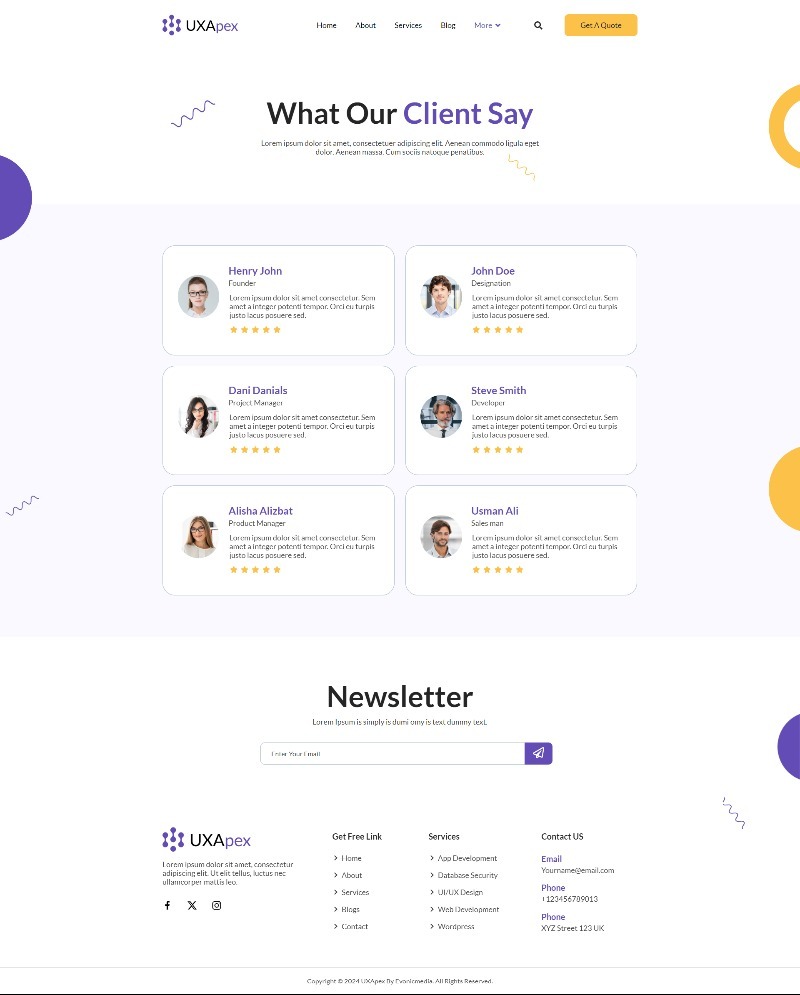 UXApex
Home About Services Blog More Get A Quote
What Our Client Say
Lorem ipsum dolor sit amet, consectetuer adipiscing elit. Aenean commodo ligula eget
dolor. Aenean massa. Cum sociis natoque penatibus.
Henry John
Founder
Lorem ipsum dolor sit amet consectetur. Sem
amet a integer potenti tempor. Orci eu turpis
justo lacus posuere sed.
John Doe
Designation
Lorem ipsum dolor sit amet consectetur. Sem
amet a integer potenti tempor. Orci eu turpis
justo lacus posuere sed.
Dani Danials
Project Manager
Lorem ipsum dolor sit amet consectetur. Sem
amet a integer potenti tempor. Orci eu turpis
justo lacus posuere sed.
Steve Smith
Developer
Lorem ipsum dolor sit amet consectetur. Sem
amet a integer potenti tempor. Orci eu turpis
justo lacus posuere sed.
Alisha Alizbat
Product Manager
Lorem ipsum dolor sit amet consectetur. Sem
amet a integer potenti tempor. Orci eu turpis
justo lacus posuere sed.
Usman Ali
Sales man
Lorem ipsum dolor sit amet consectetur. Sem
amet a integer potenti tempor. Orci eu turpis
justo lacus posuere sed.
Newsletter
Lorem Ipsum is simply is dumi omy is text dummy text.
Enter Your Email
UXApex
Lorem ipsum dolor sit amet, consectetur
adipiscing elit. Ut elit tellus, luctus nec
ullamcorper mattis leo.
Get Free Link
Home
About
Services
Blogs
Contact
Services
App Development
Database Security
UI/UX Design
Web Development
Wordpress
Contact US
Email
Yourname@email.com
Phone
+123456789013
Phone
XYZ Street 123 UK
Copyright © 2024 UXApex By Evonicmedia. All Rights Reserved.